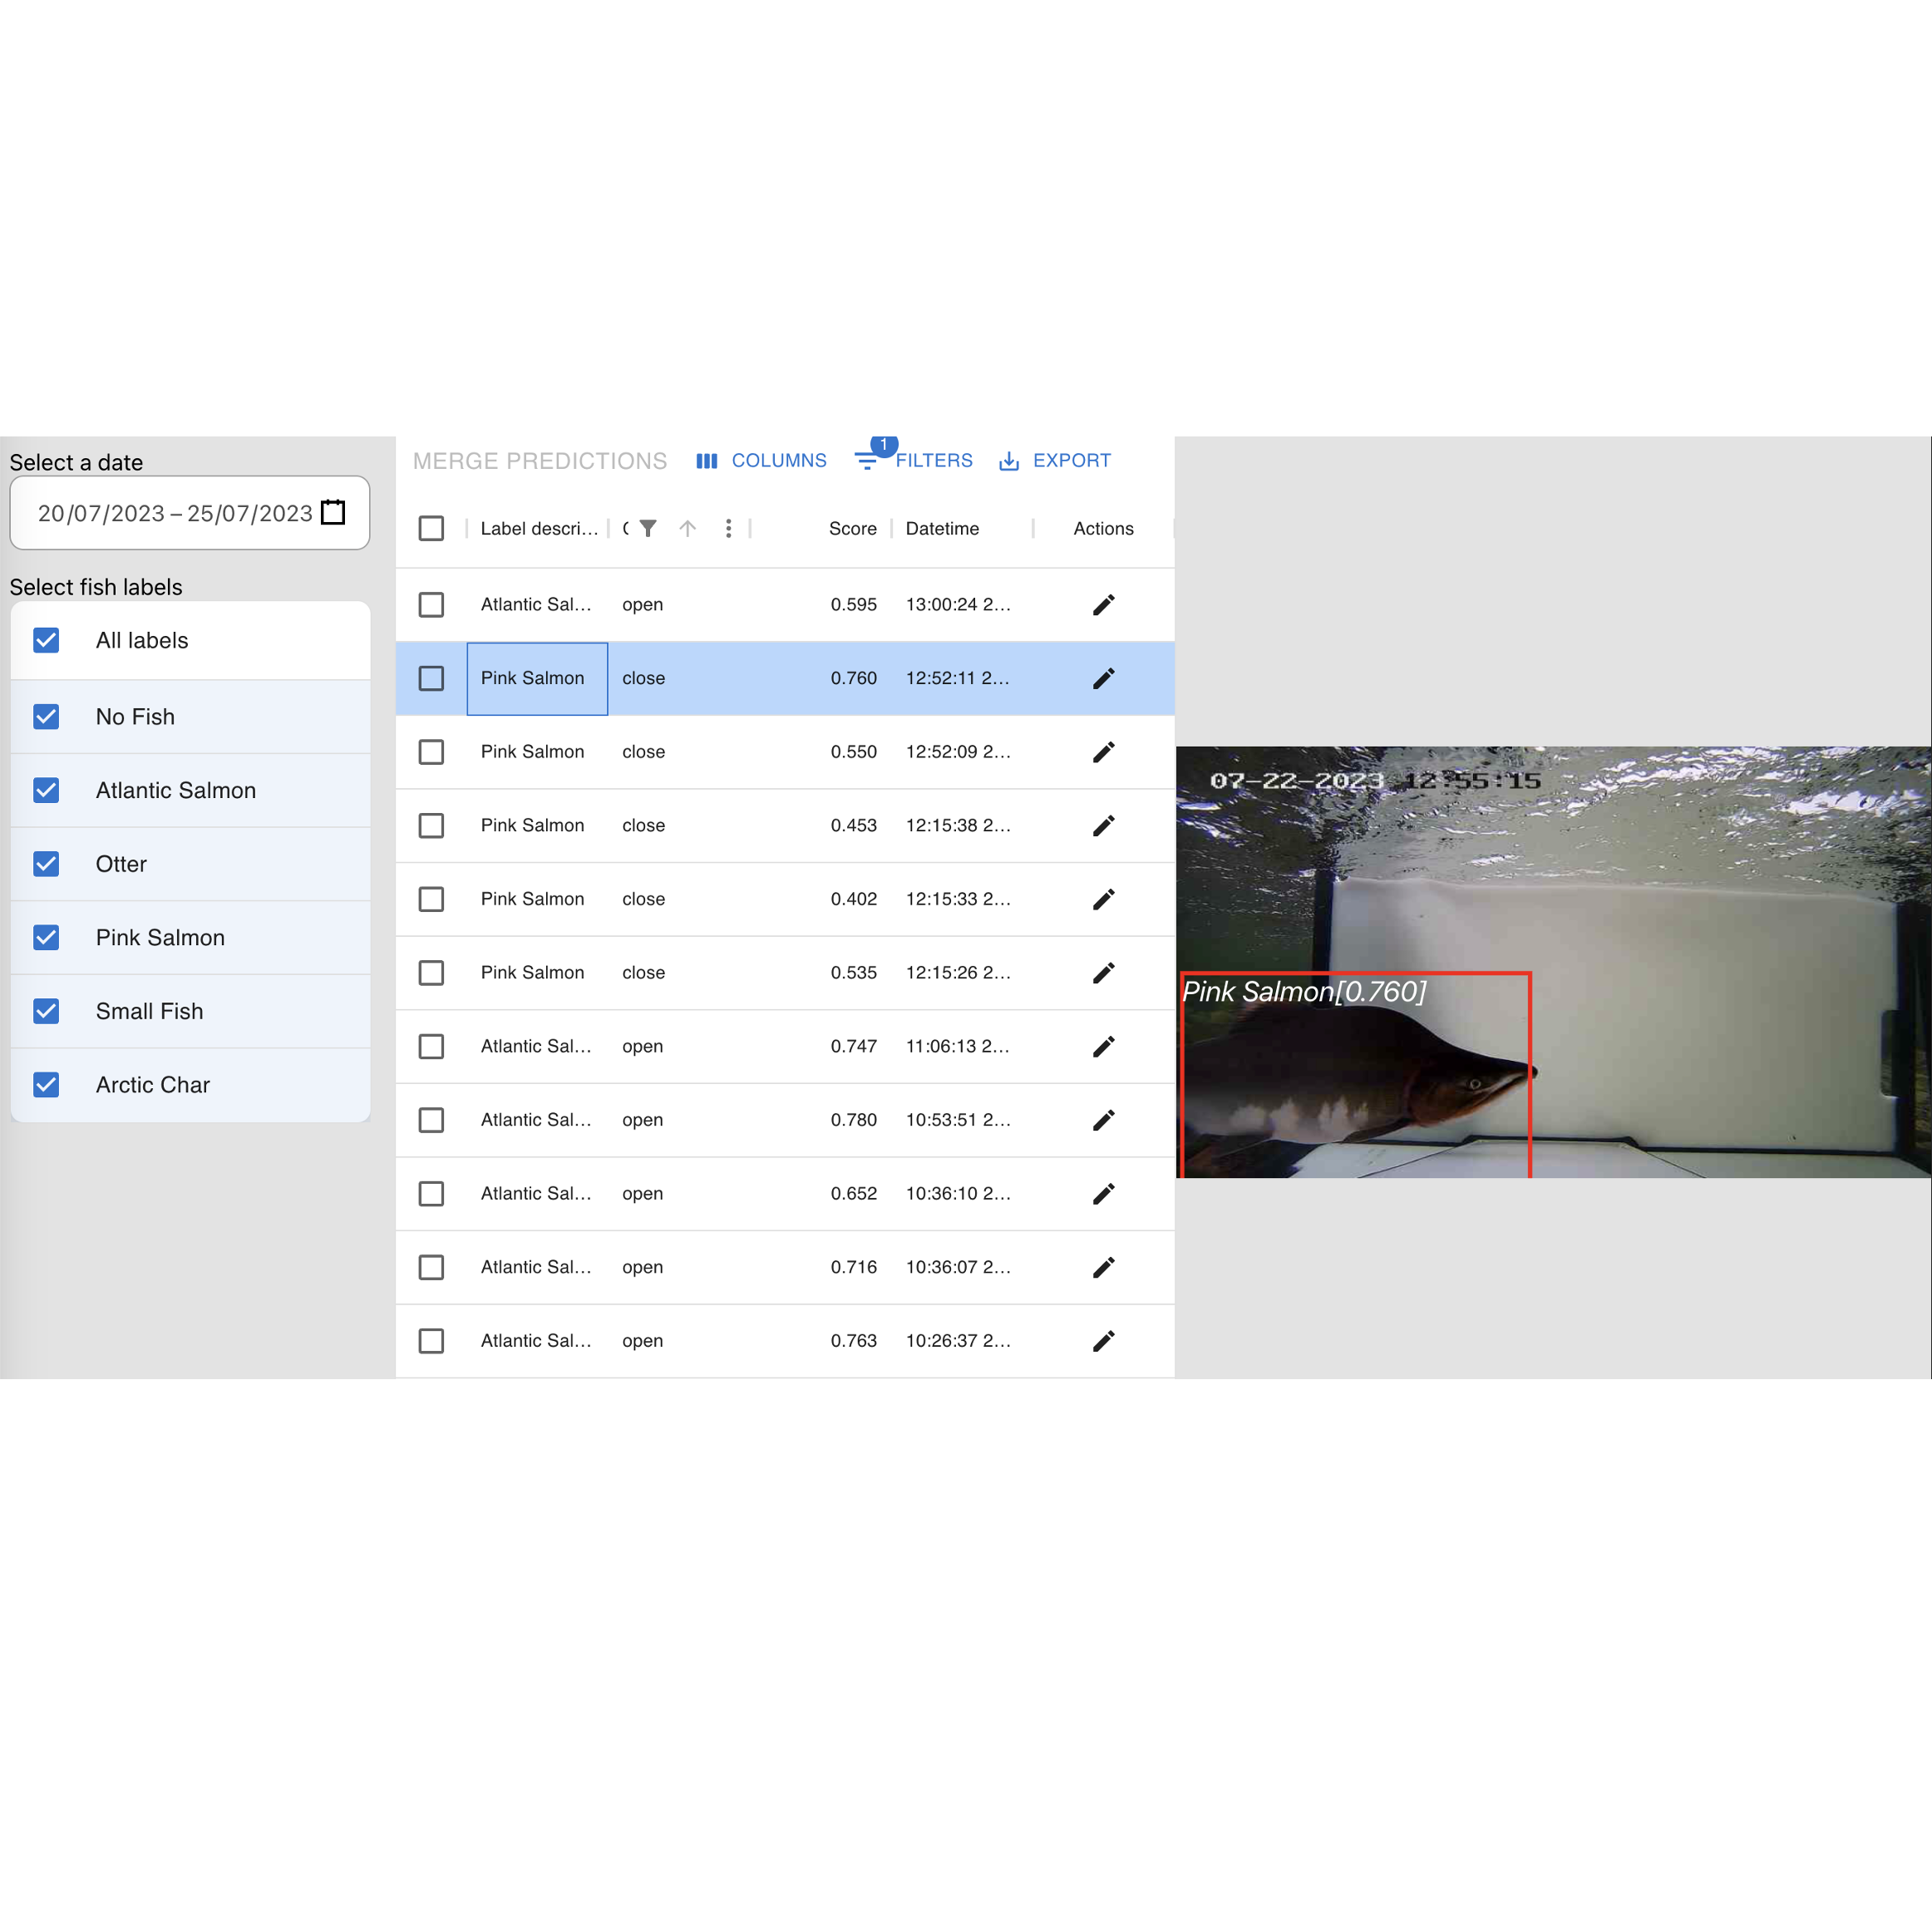 Select a date
20/07/2023 – 25/07/2023
Select fish labels
All labels
No Fish
Atlantic Salmon
Otter
Pink Salmon
Small Fish
Arctic Char
MERGE PREDICTIONS COLUMNS 1 FILTERS EXPORT
Label descri... Score Datetime Actions
Atlantic Sal... open 0.595 13:00:24 2...
Pink Salmon close 0.760 12:52:11 2...
Pink Salmon close 0.550 12:52:09 2...
Pink Salmon close 0.453 12:15:38 2...
Pink Salmon close 0.402 12:15:33 2...
Pink Salmon close 0.535 12:15:26 2...
Atlantic Sal... open 0.747 11:06:13 2...
Atlantic Sal... open 0.780 10:53:51 2...
Atlantic Sal... open 0.652 10:36:10 2...
Atlantic Sal... open 0.716 10:36:07 2...
Atlantic Sal... open 0.763 10:26:37 2...
07-22-2023 12:55:15
Pink Salmon[0.760]